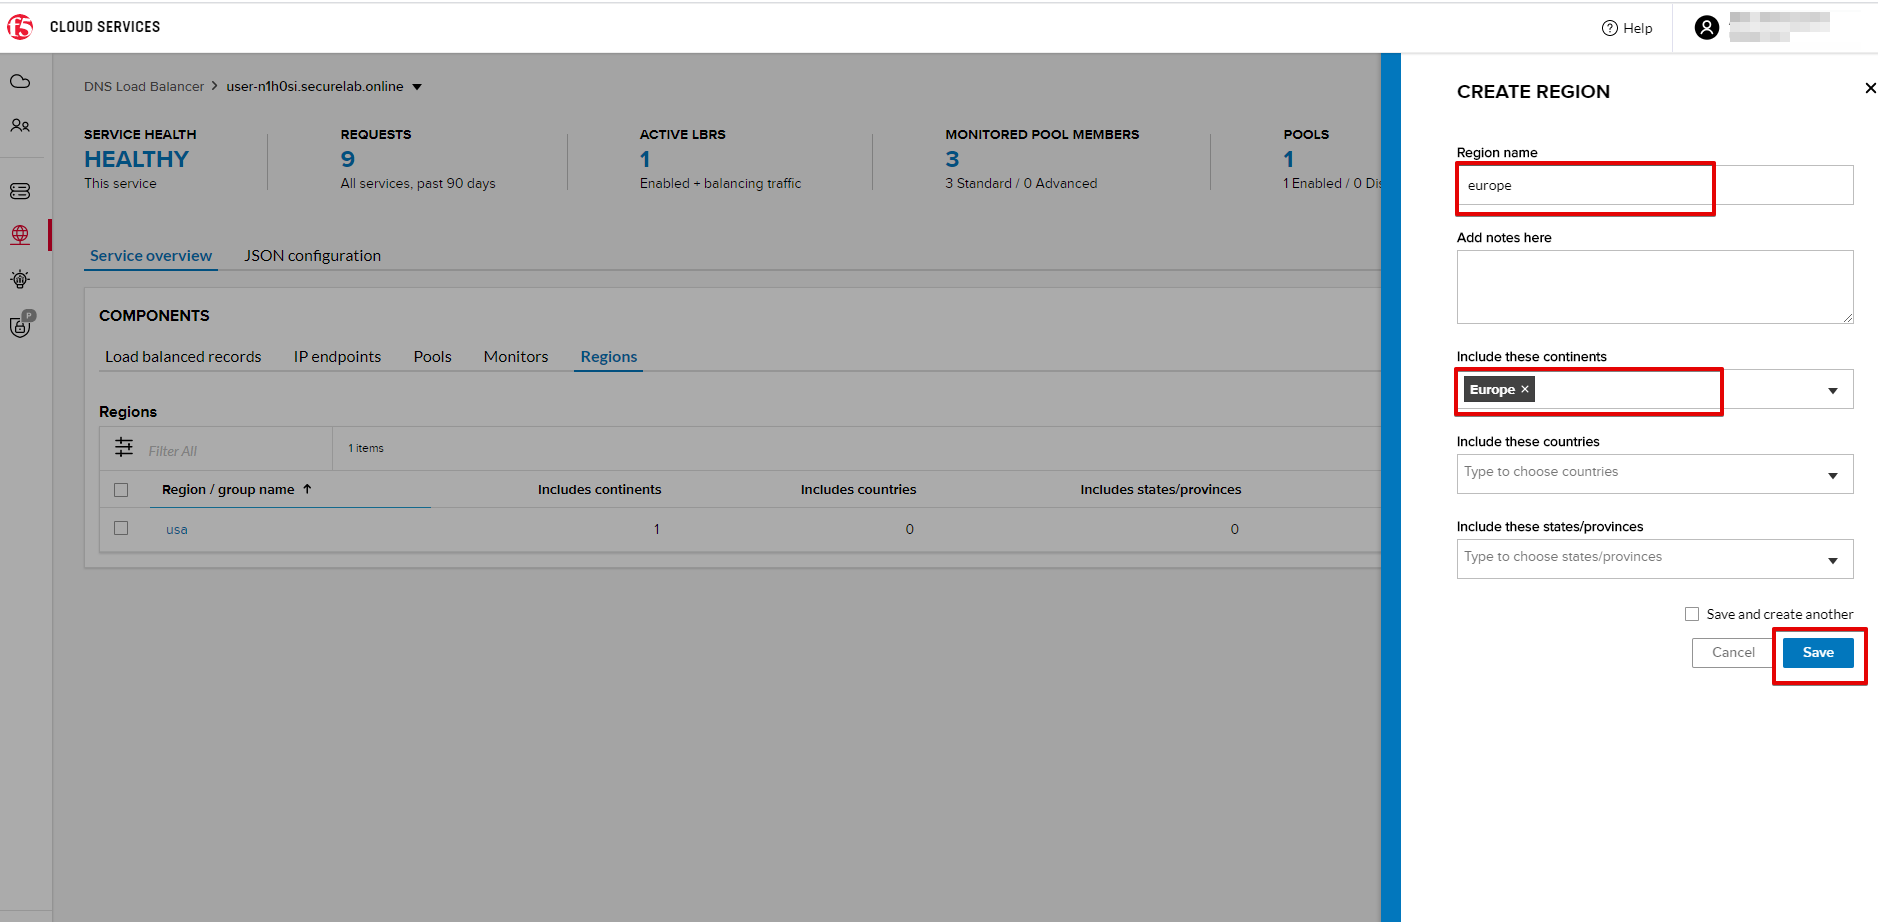 f5 CLOUD SERVICES
? Help
DNS Load Balancer > user-n1h0si.securelab.online
SERVICE HEALTH
HEALTHY
This service
REQUESTS
9
All services, past 90 days
ACTIVE LBRS
1
Enabled + balancing traffic
MONITORED POOL MEMBERS
3
3 Standard / 0 Advanced
POOLS
1
1 Enabled / 0 Dis
P
Service overview JSON configuration
COMPONENTS
Load balanced records IP endpoints Pools Monitors Regions
Regions
Filter All 1 items
Region / group name ↑ Includes continents Includes countries Includes states/provinces
usa 1 0 0
CREATE REGION ×
Region name
europe
Add notes here
Include these continents
Europe ×
Include these countries
Type to choose countries
Include these states/provinces
Type to choose states/provinces
Save and create another
Cancel Save